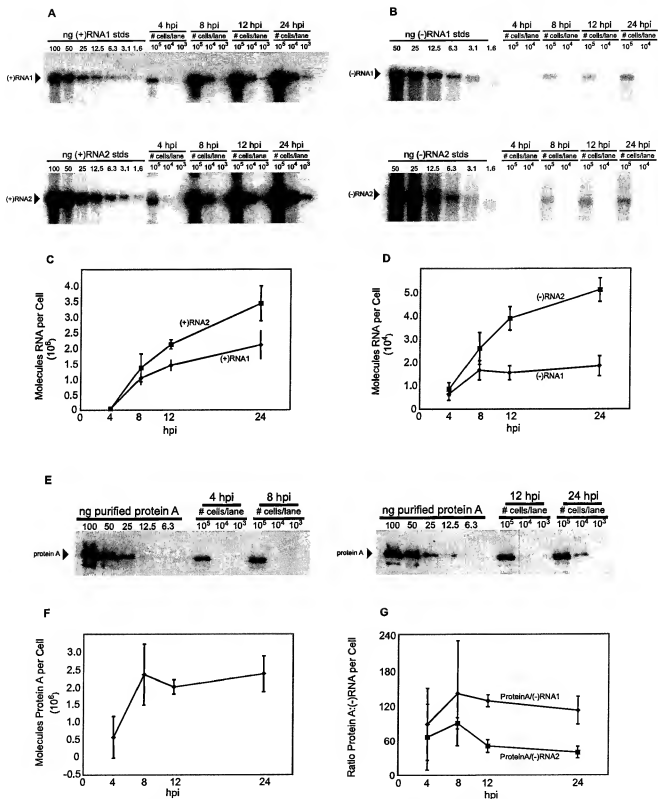 A
ng (+)RNA1 stds
4 hpi 8 hpi 12 hpi 24 hpi
# cells/lane # cells/lane # cells/lane # cells/lane
100 50 25 12.5 6.3 3.1 1.6 10⁵ 10⁴ 10³ 10⁵ 10⁴ 10³ 10⁵ 10⁴ 10³ 10⁵ 10⁴ 10³
(+)RNA1
ng (+)RNA2 stds
4 hpi 8 hpi 12 hpi 24 hpi
# cells/lane # cells/lane # cells/lane # cells/lane
100 50 25 12.5 6.3 3.1 1.6 10⁵ 10⁴ 10³ 10⁵ 10⁴ 10³ 10⁵ 10⁴ 10³ 10⁵ 10⁴ 10³
(+)RNA2
B
ng (-)RNA1 stds
4 hpi 8 hpi 12 hpi 24 hpi
# cells/lane # cells/lane # cells/lane # cells/lane
50 25 12.5 6.3 3.1 1.6 10⁵ 10⁴ 10⁵ 10⁴ 10⁵ 10⁴ 10⁵ 10⁴
(-)RNA1
ng (-)RNA2 stds
4 hpi 8 hpi 12 hpi 24 hpi
# cells/lane # cells/lane # cells/lane # cells/lane
50 25 12.5 6.3 3.1 1.6 10⁵ 10⁴ 10⁵ 10⁴ 10⁵ 10⁴ 10⁵ 10⁴
(-)RNA2
C
Molecules RNA per Cell
4.0
3.5
3.0
2.5
2.0
1.5
1.0
0.5
0
(+)RNA2
(+)RNA1
0 4 8 12 24
hpi
D
Molecules RNA per Cell
(10⁴)
5.0
4.0
3.0
2.0
1.0
0
(-)RNA2
(-)RNA1
0 4 8 12 24
hpi
E
ng purified protein A
4 hpi 8 hpi
# cells/lane # cells/lane
100 50 25 12.5 6.3 10⁵ 10⁴ 10³ 10⁵ 10⁴ 10³
protein A
ng purified protein A
12 hpi 24 hpi
# cells/lane # cells/lane
100 50 25 12.5 6.3 10⁵ 10⁴ 10³ 10⁵ 10⁴ 10³
protein A
F
Molecules Protein A per Cell
3.0
2.5
2.0
1.5
1.0
0.5
0
-0.5
0 4 8 12 24
hpi
G
Ratio Protein A:(-)RNA per Cell
240
180
120
60
0
ProteinA/(-)RNA1
ProteinA/(-)RNA2
0 4 8 12 24
hpi